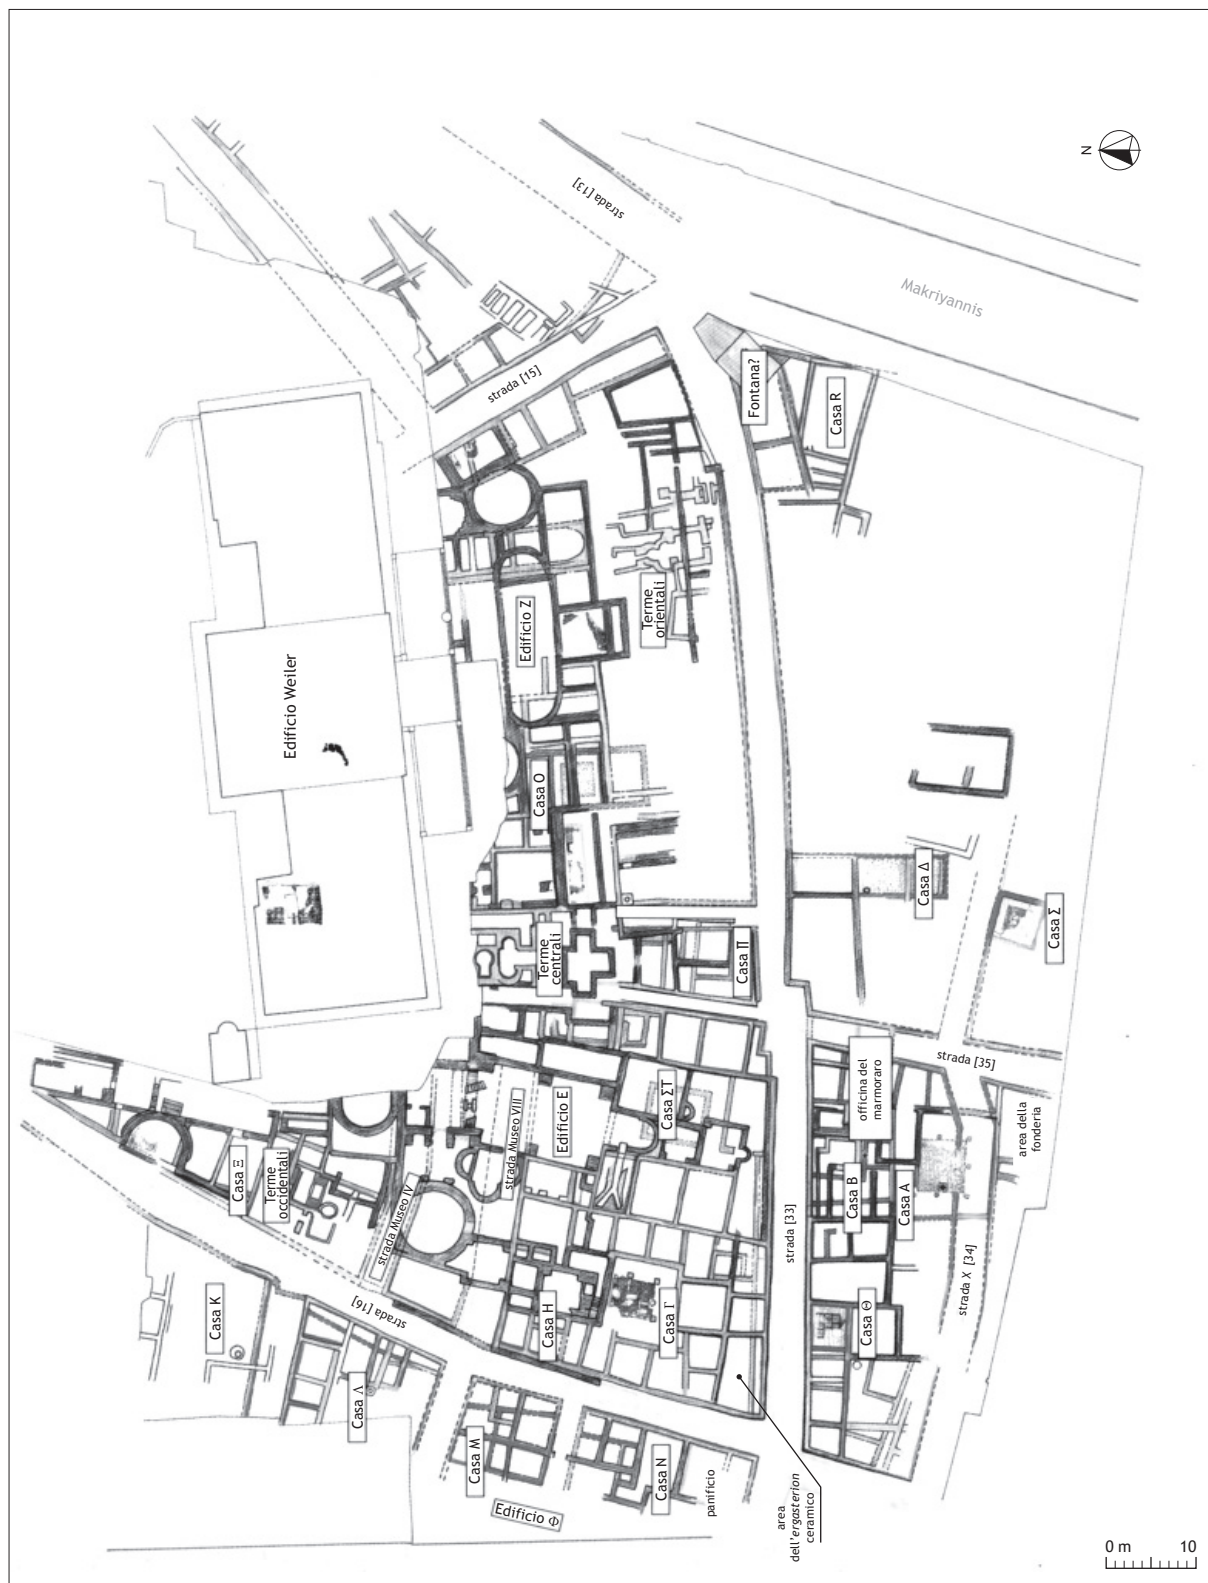 N
strada [13]
Makriyannis
strada [15]
Fontana?
Casa R
Edificio Weiler
Edificio Z
Terme
orientali
Casa O
Casa Δ
Casa Σ
Terme
centrali
Casa Π
strada [35]
officina del
marmoraro
area della
fonderia
Casa ΣΤ
Edificio E
strada Museo VIII
strada Museo IV
Casa Ξ
Terme
occidentali
Casa B
Casa A
strada [33]
strada X [34]
Casa K
strada [16]
Casa H
Casa Γ
Casa Θ
Casa Λ
Casa M
Casa N
Edificio Φ
panificio
area
dell'ergasterion
ceramico
0 m 10